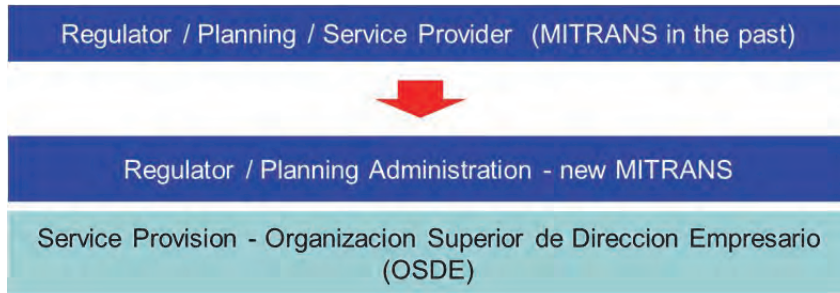 Regulator / Planning / Service Provider (MITRANS in the past)
Regulator / Planning Administration - new MITRANS
Service Provision - Organizacion Superior de Direccion Empresario
(OSDE)